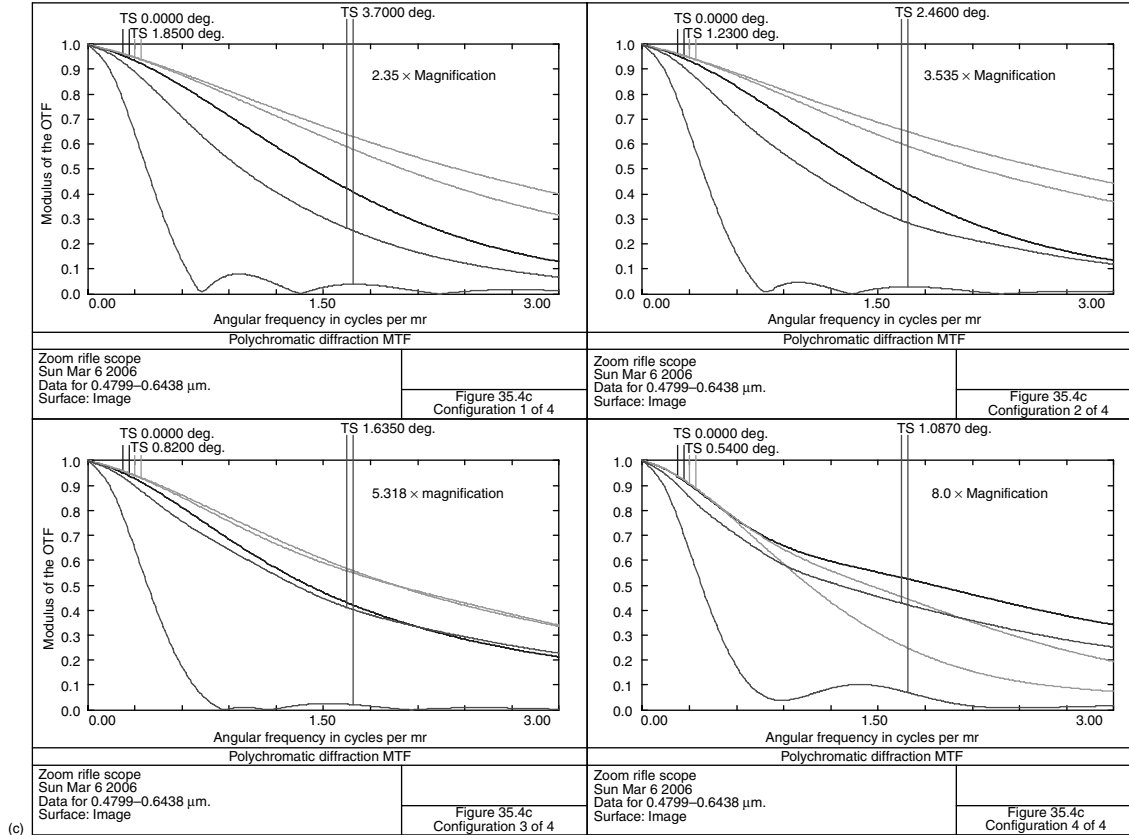 TS 0.0000 deg.
TS 1.8500 deg.
TS 3.7000 deg.
2.35 × Magnification
Modulus of the OTF
1.0
0.9
0.8
0.7
0.6
0.5
0.4
0.3
0.2
0.1
0.0
0.00 1.50 3.00
Angular frequency in cycles per mr
Polychromatic diffraction MTF
Zoom rifle scope
Sun Mar 6 2006
Data for 0.4799–0.6438 μm.
Surface: Image
Figure 35.4c
Configuration 1 of 4
TS 0.0000 deg.
TS 1.2300 deg.
TS 2.4600 deg.
3.535 × Magnification
1.0
0.9
0.8
0.7
0.6
0.5
0.4
0.3
0.2
0.1
0.0
0.00 1.50 3.00
Angular frequency in cycles per mr
Polychromatic diffraction MTF
Zoom rifle scope
Sun Mar 6 2006
Data for 0.4799–0.6438 μm.
Surface: Image
Figure 35.4c
Configuration 2 of 4
TS 0.0000 deg.
TS 0.8200 deg.
TS 1.6350 deg.
5.318 × magnification
Modulus of the OTF
1.0
0.9
0.8
0.7
0.6
0.5
0.4
0.3
0.2
0.1
0.0
0.00 1.50 3.00
Angular frequency in cycles per mr
Polychromatic diffraction MTF
Zoom rifle scope
Sun Mar 6 2006
Data for 0.4799–0.6438 μm.
Surface: Image
Figure 35.4c
Configuration 3 of 4
TS 0.0000 deg.
TS 0.5400 deg.
TS 1.0870 deg.
8.0 × Magnification
1.0
0.9
0.8
0.7
0.6
0.5
0.4
0.3
0.2
0.1
0.0
0.00 1.50 3.00
Angular frequency in cycles per mr
Polychromatic diffraction MTF
Zoom rifle scope
Sun Mar 6 2006
Data for 0.4799–0.6438 μm.
Surface: Image
Figure 35.4c
Configuration 4 of 4
(c)